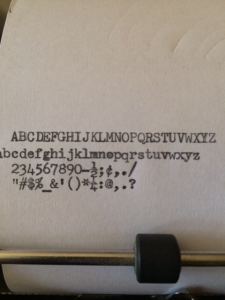 ABCDEFGHIJKLMNOPQRSTUVWXYZ
abcdefghijklmnopqrstuvwxyz
234567890-½;¢,./
"#$%_&'()*¼:@,.?